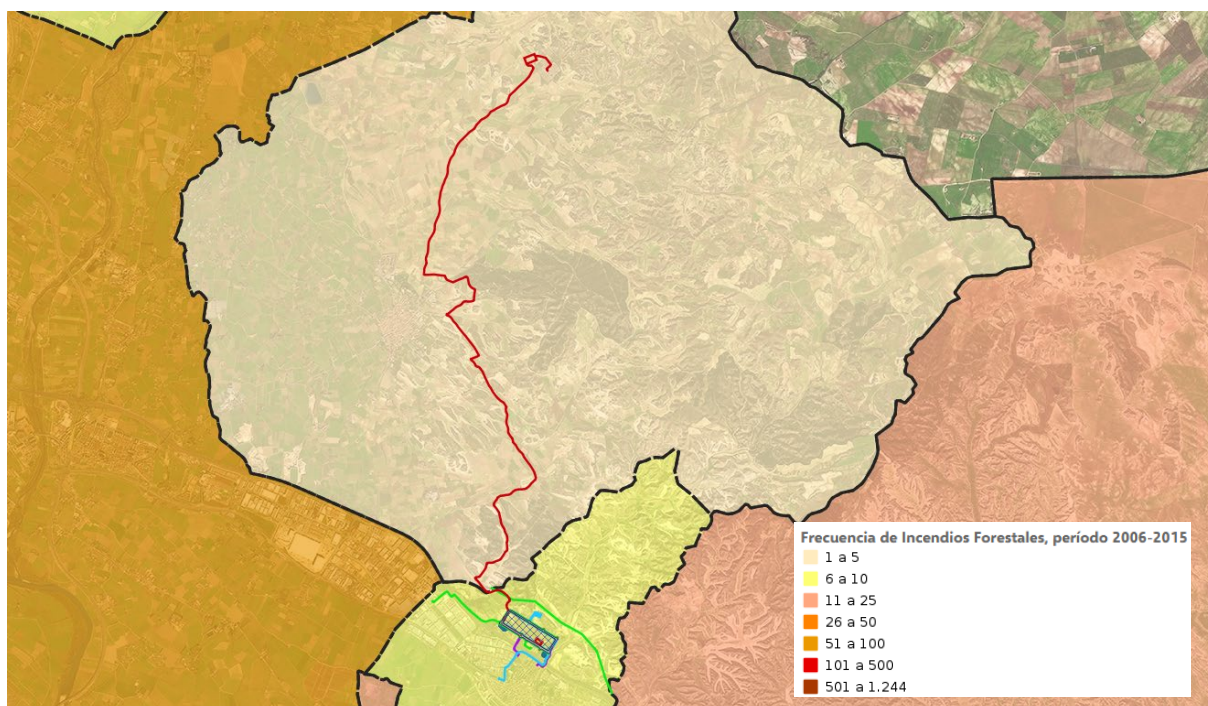 Frecuencia de Incendios Forestales, período 2006-2015
1 a 5
6 a 10
11 a 25
26 a 50
51 a 100
101 a 500
501 a 1.244